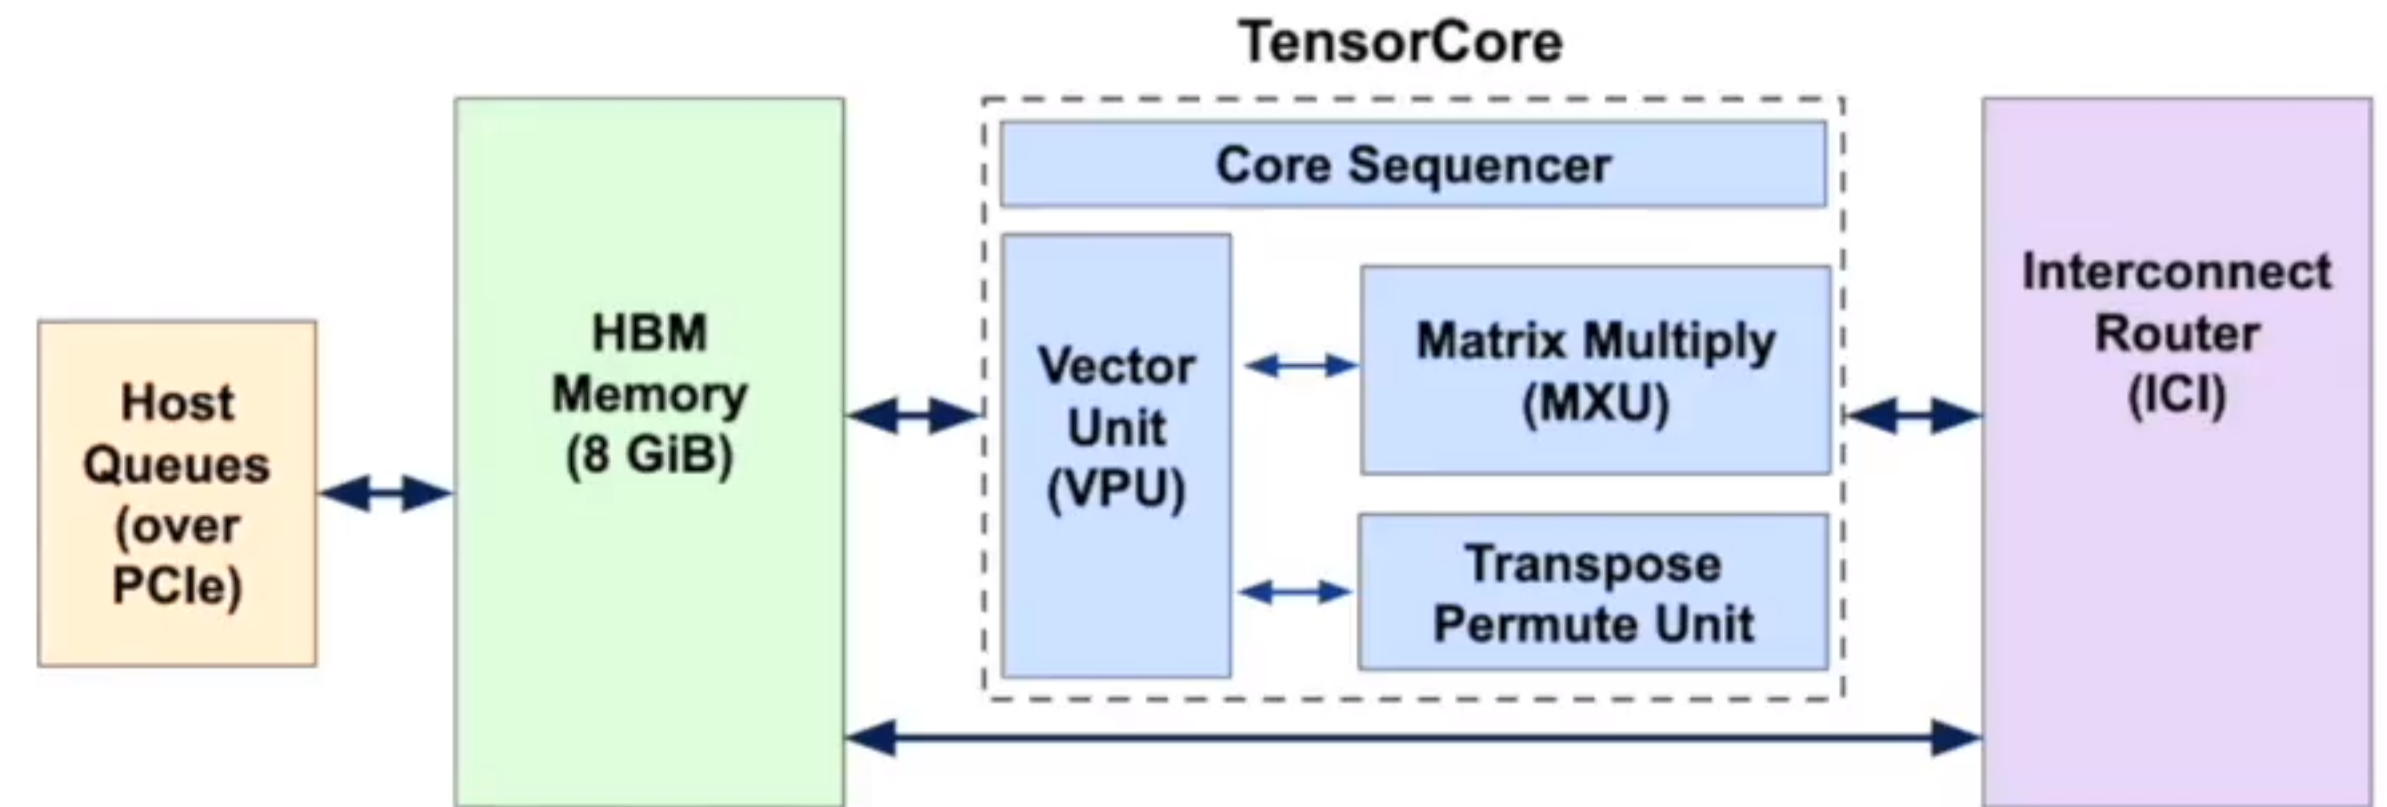 TensorCore
Host
Queues
(over
PCIe)
HBM
Memory
(8 GiB)
Core Sequencer
Vector
Unit
(VPU)
Matrix Multiply
(MXU)
Transpose
Permute Unit
Interconnect
Router
(ICI)